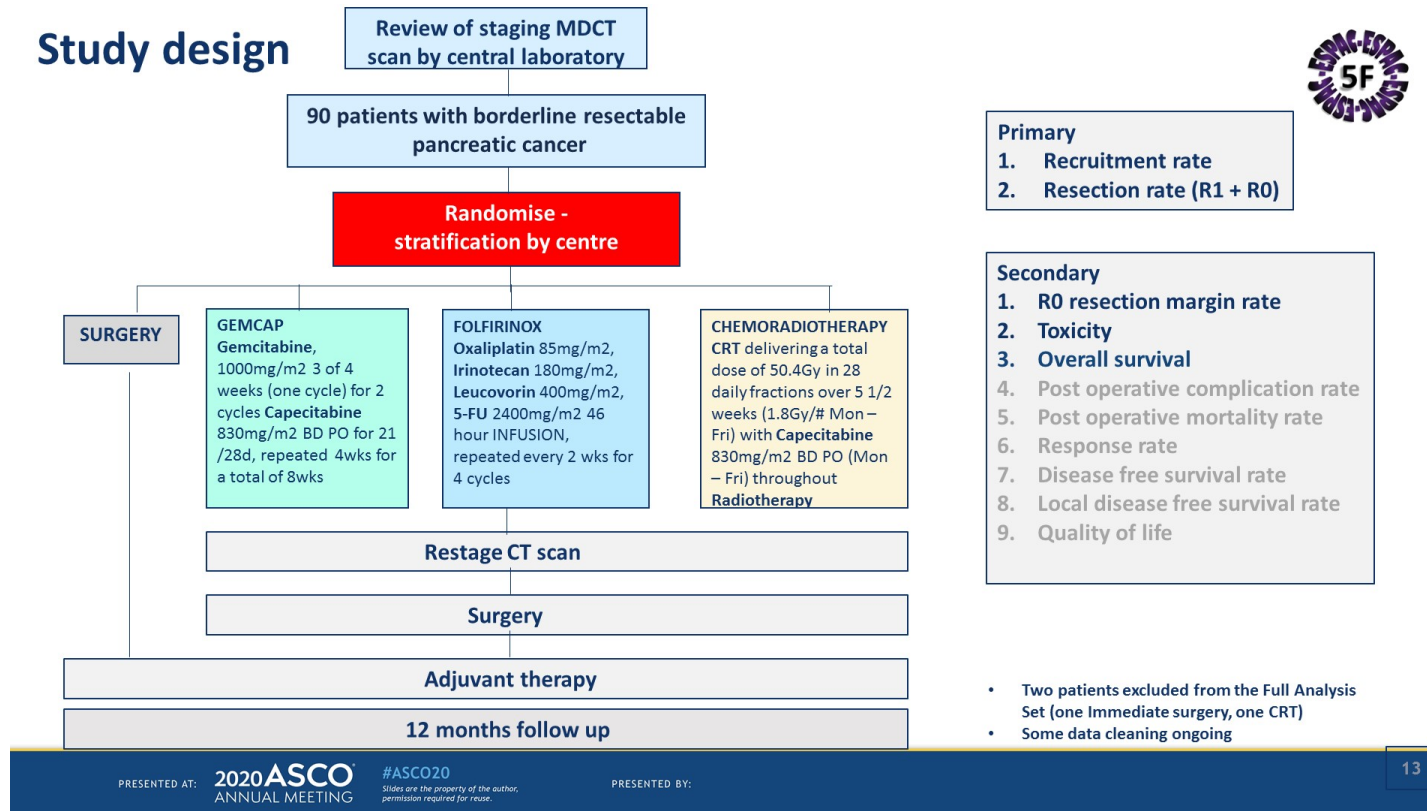 Study design
Review of staging MDCT
scan by central laboratory
90 patients with borderline resectable
pancreatic cancer
Randomise -
stratification by centre
SURGERY
GEMCAP
Gemcitabine,
1000mg/m2 3 of 4
weeks (one cycle) for 2
cycles Capecitabine
830mg/m2 BD PO for 21
/28d, repeated 4wks for
a total of 8wks
FOLFIRINOX
Oxaliplatin 85mg/m2,
Irinotecan 180mg/m2,
Leucovorin 400mg/m2,
5-FU 2400mg/m2 46
hour INFUSION,
repeated every 2 wks for
4 cycles
CHEMORADIOTHERAPY
CRT delivering a total
dose of 50.4Gy in 28
daily fractions over 5 1/2
weeks (1.8Gy/# Mon –
Fri) with Capecitabine
830mg/m2 BD PO (Mon
– Fri) throughout
Radiotherapy
Restage CT scan
Surgery
Adjuvant therapy
12 months follow up
ESPAC-ESPAC-ESPAC-ESPAC-
5F
Primary
1. Recruitment rate
2. Resection rate (R1 + R0)
Secondary
1. R0 resection margin rate
2. Toxicity
3. Overall survival
4. Post operative complication rate
5. Post operative mortality rate
6. Response rate
7. Disease free survival rate
8. Local disease free survival rate
9. Quality of life
• Two patients excluded from the Full Analysis
Set (one Immediate surgery, one CRT)
• Some data cleaning ongoing
PRESENTED AT:
2020 ASCO®
ANNUAL MEETING
#ASCO20
Slides are the property of the author,
permission required for reuse.
PRESENTED BY:
13